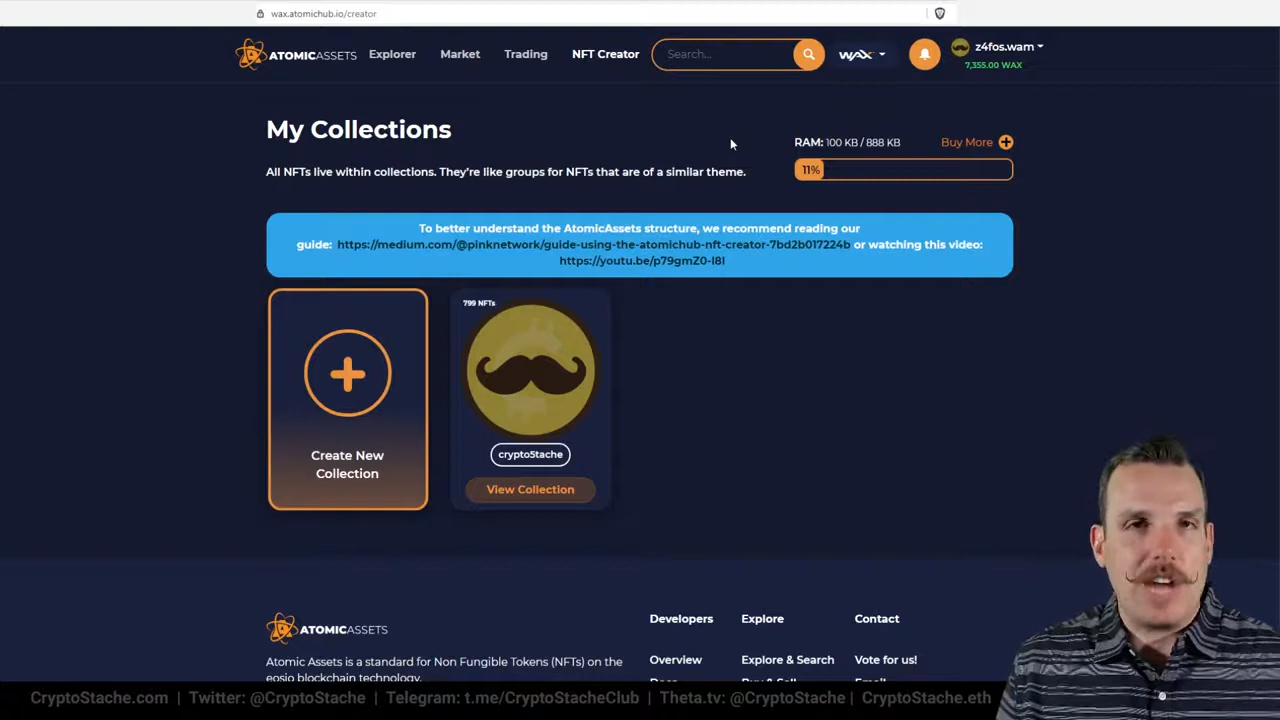 wax.atomichub.io/creator
ATOMICASSETS Explorer Market Trading NFT Creator Search... WAX z4fos.wam
7,355.00 WAX
My Collections
RAM: 100 KB / 888 KB Buy More
11%
All NFTs live within collections. They're like groups for NFTs that are of a similar theme.
To better understand the AtomicAssets structure, we recommend reading our
guide: https://medium.com/@pinknetwork/guide-using-the-atomichub-nft-creator-7bd2b017224b or watching this video:
https://youtu.be/p79gmZ0-I8I
799 NFTs
crypto5tache
Create New
Collection
View Collection
Developers Explore Contact
ATOMICASSETS
Atomic Assets is a standard for Non Fungible Tokens (NFTs) on the
eosio blockchain technology.
Overview Explore & Search Vote for us!
CryptoStache.com | Twitter: @CryptoStache | Telegram: t.me/CryptoStacheClub | Theta.tv: @CryptoStache | CryptoStache.eth